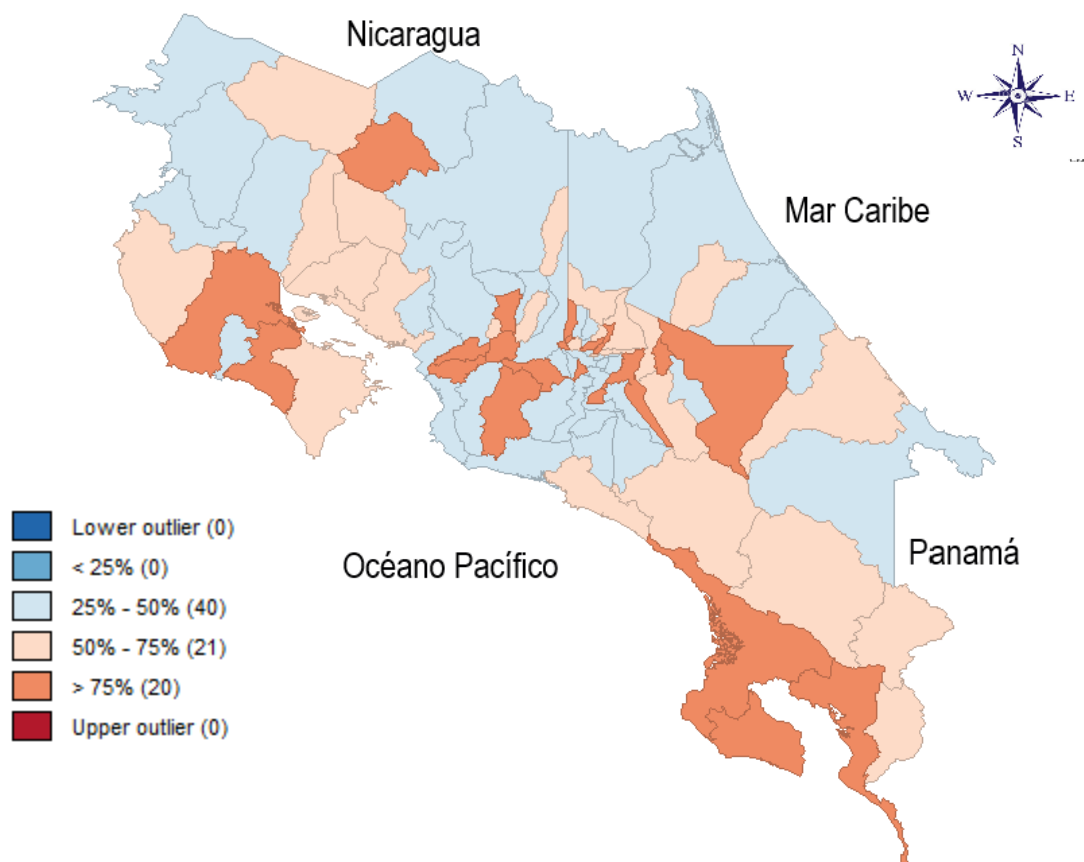 Nicaragua
N
W E
S
Mar Caribe
Lower outlier (0)
< 25% (0)
25% - 50% (40)
50% - 75% (21)
> 75% (20)
Upper outlier (0)
Océano Pacífico
Panamá